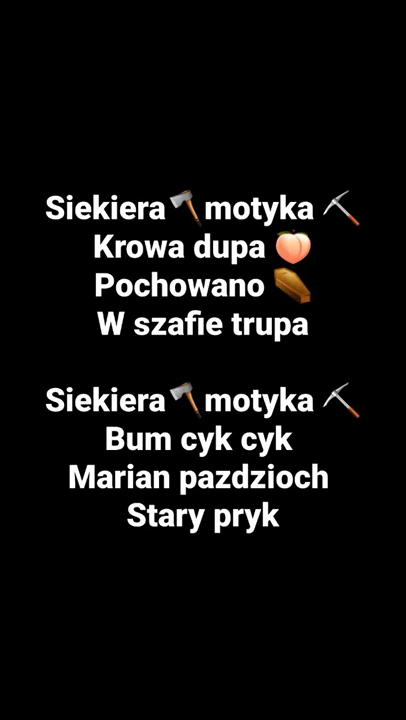 Siekiera🪓motyka⛏️
Krowa dupa 🍑
Pochowano ⚰️
W szafie trupa
Siekiera🪓motyka⛏️
Bum cyk cyk
Marian pazdzioch
Stary pryk